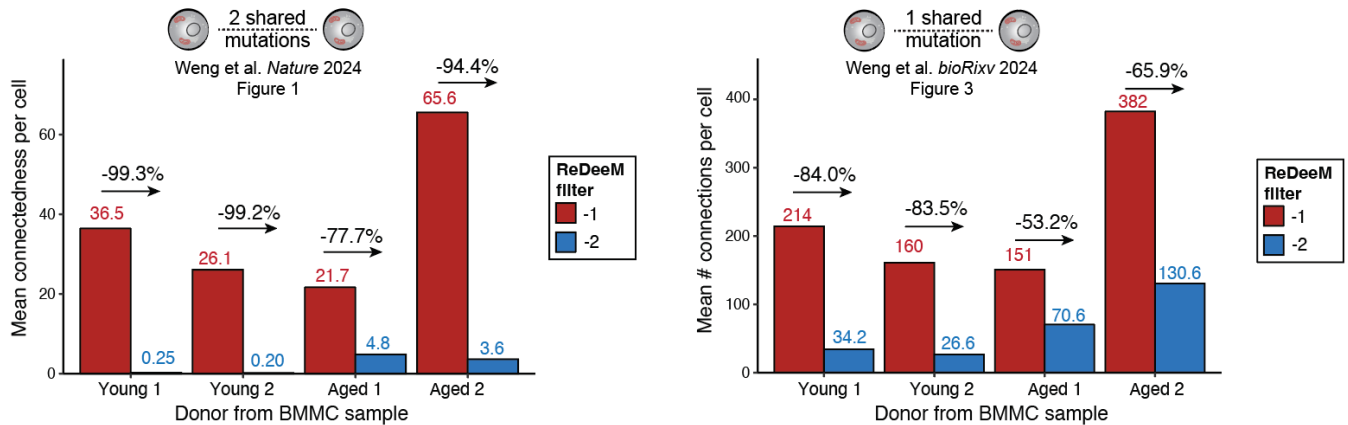 2 shared
mutations
Weng et al. Nature 2024
Figure 1
Mean connectedness per cell
0
20
40
60
-99.3%
36.5
0.25
-99.2%
26.1
0.20
-77.7%
21.7
4.8
-94.4%
65.6
3.6
Young 1
Young 2
Aged 1
Aged 2
Donor from BMMC sample
ReDeeM
fIlter
-1
-2
1 shared
mutation
Weng et al. bioRixv 2024
Figure 3
Mean # connections per cell
0
100
200
300
400
-84.0%
214
34.2
-83.5%
160
26.6
-53.2%
151
70.6
-65.9%
382
130.6
Young 1
Young 2
Aged 1
Aged 2
Donor from BMMC sample
ReDeeM
fIlter
-1
-2